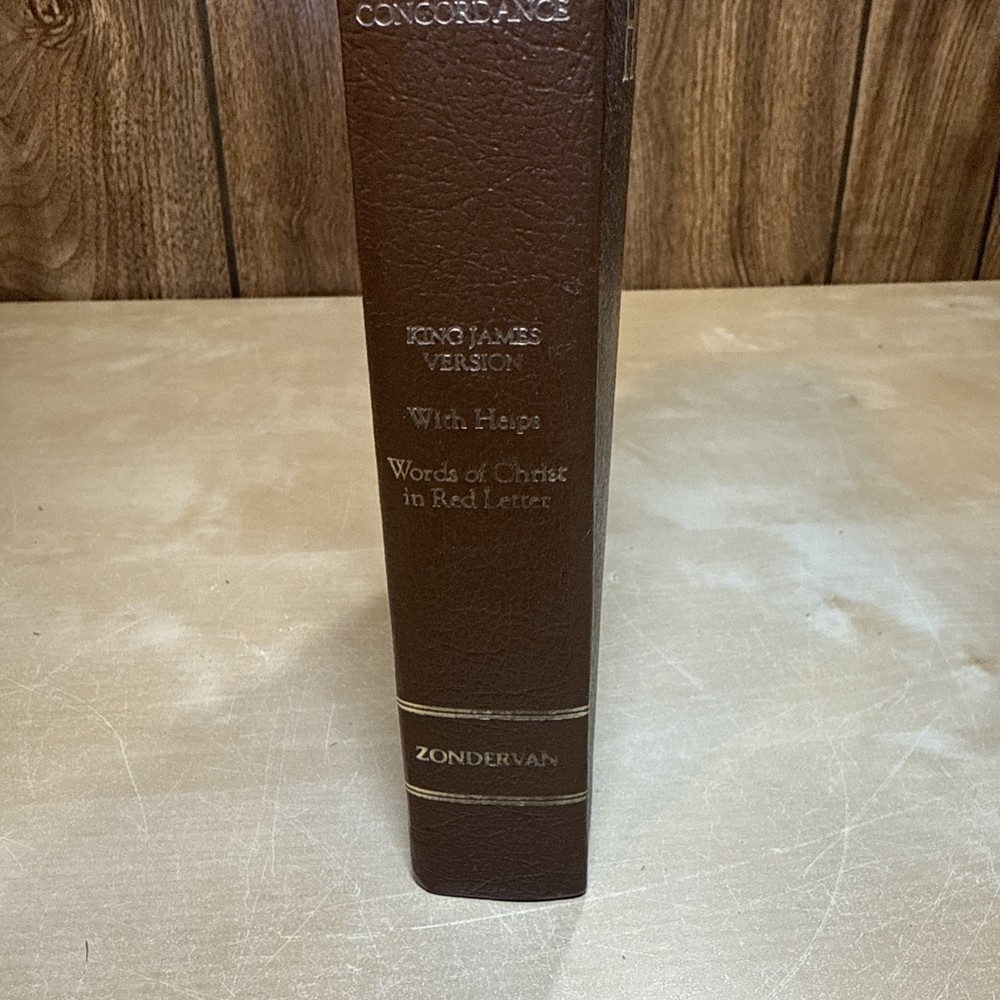 CONCORDANCE
KING JAMES
VERSION
With Helps
Words of Christ
in Red Letter
ZONDERVAN